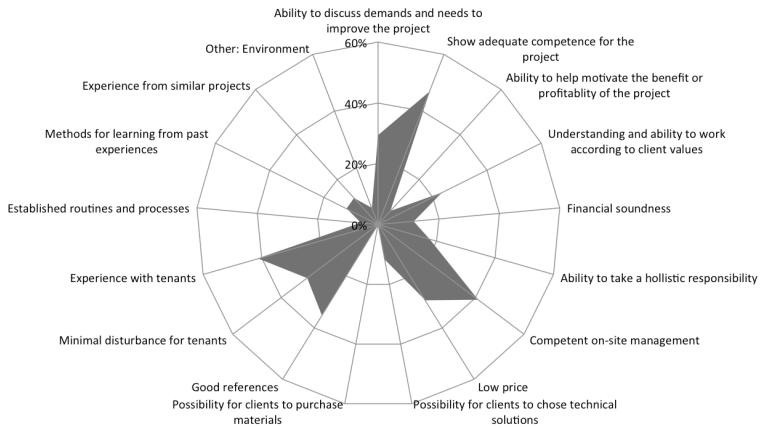 Ability to discuss demands and needs to
improve the project
60%
Show adequate competence for the
project
Ability to help motivate the benefit or
profitablity of the project
Understanding and ability to work
according to client values
Financial soundness
Ability to take a hollistic responsibility
Competent on-site management
Low price
Possibility for clients to chose technical
solutions
Possibility for clients to purchase
materials
Good references
Minimal disturbance for tenants
Experience with tenants
Established routines and processes
Methods for learning from past
experiences
Experience from similar projects
Other: Environment
40%
20%
0%